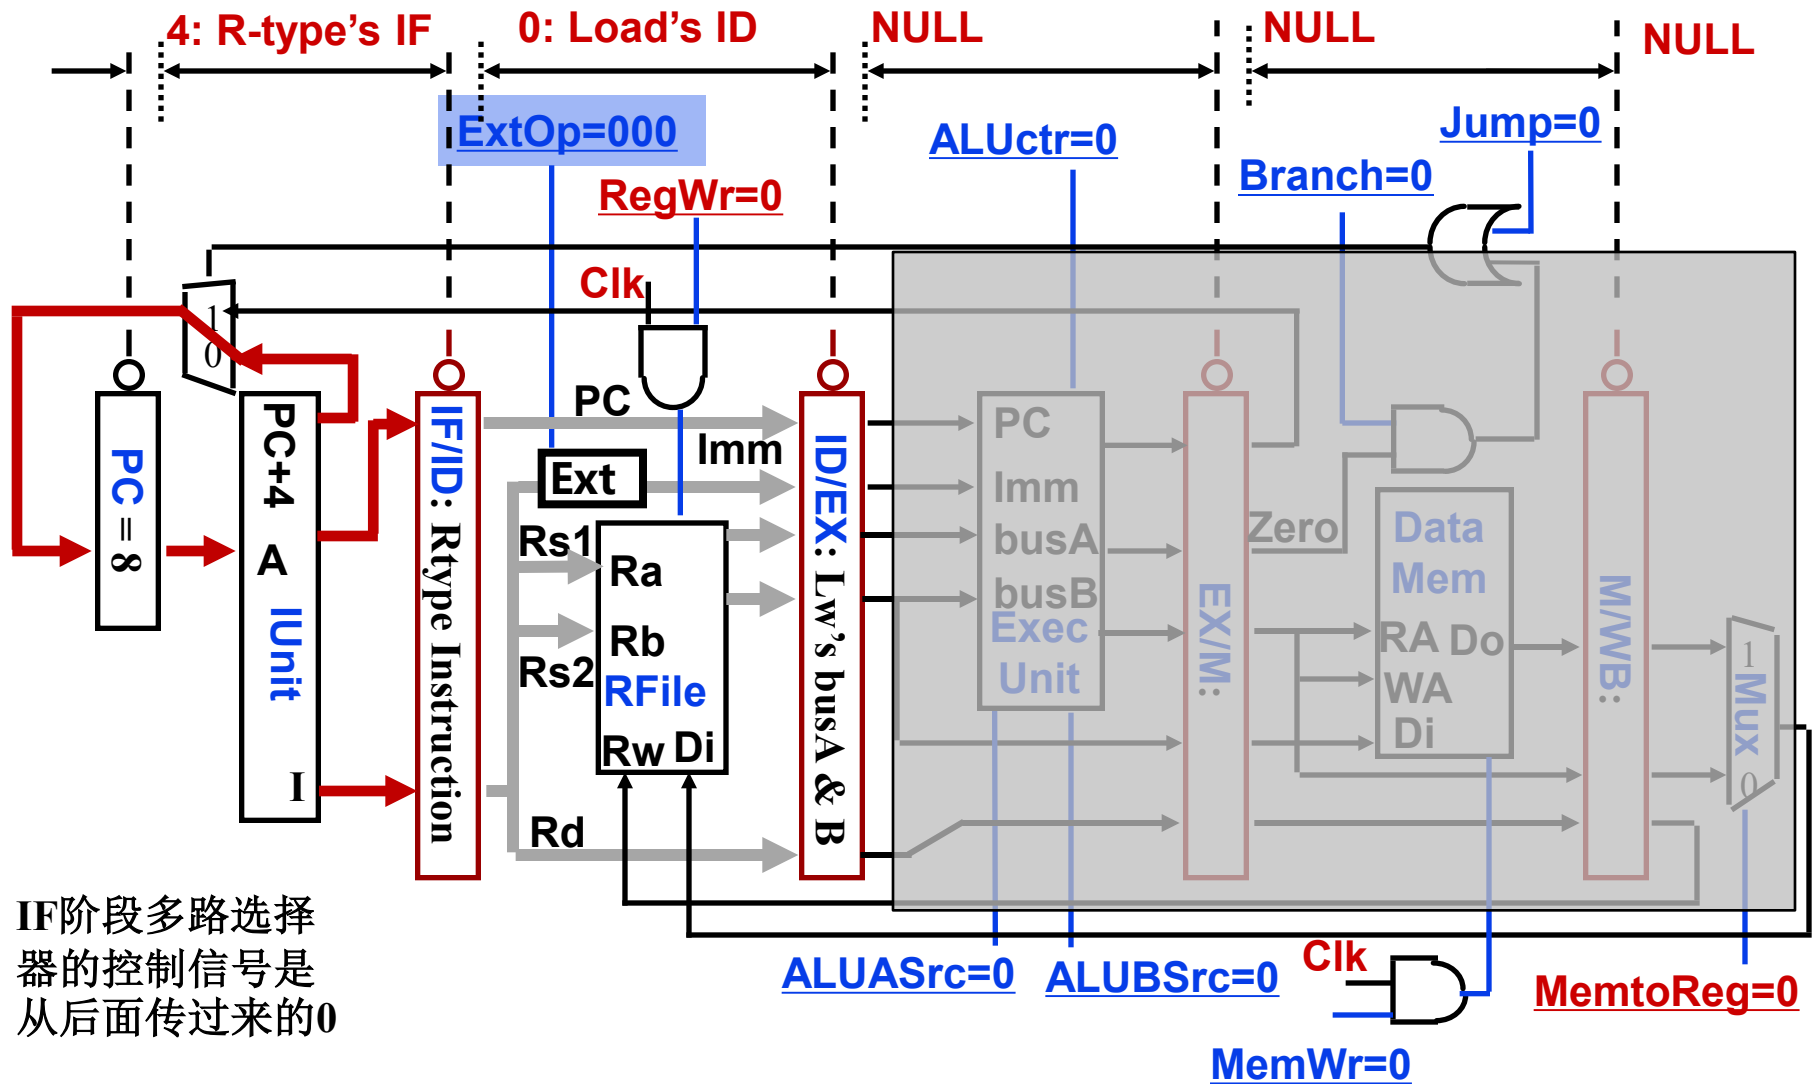 4: R-type's IF
0: Load's ID
NULL
NULL
NULL
ExtOp=000
ALUctr=0
Jump=0
Branch=0
RegWr=0
Clk
1
0
PC = 8
PC+4
A
IUnit
I
IF/ID: Rtype Instruction
PC
Imm
Ext
Rs1
Rs2
Rd
Ra
Rb
RFile
Rw Di
ID/EX: Lw's busA & B
PC
Imm
busA
busB
Exec
Unit
EX/M:
Zero
Data
Mem
RA Do
WA
Di
M/WB:
1
Mux
0
IF阶段多路选择
器的控制信号是
从后面传过来的0
ALUASrc=0
ALUBSrc=0
Clk
MemtoReg=0
MemWr=0